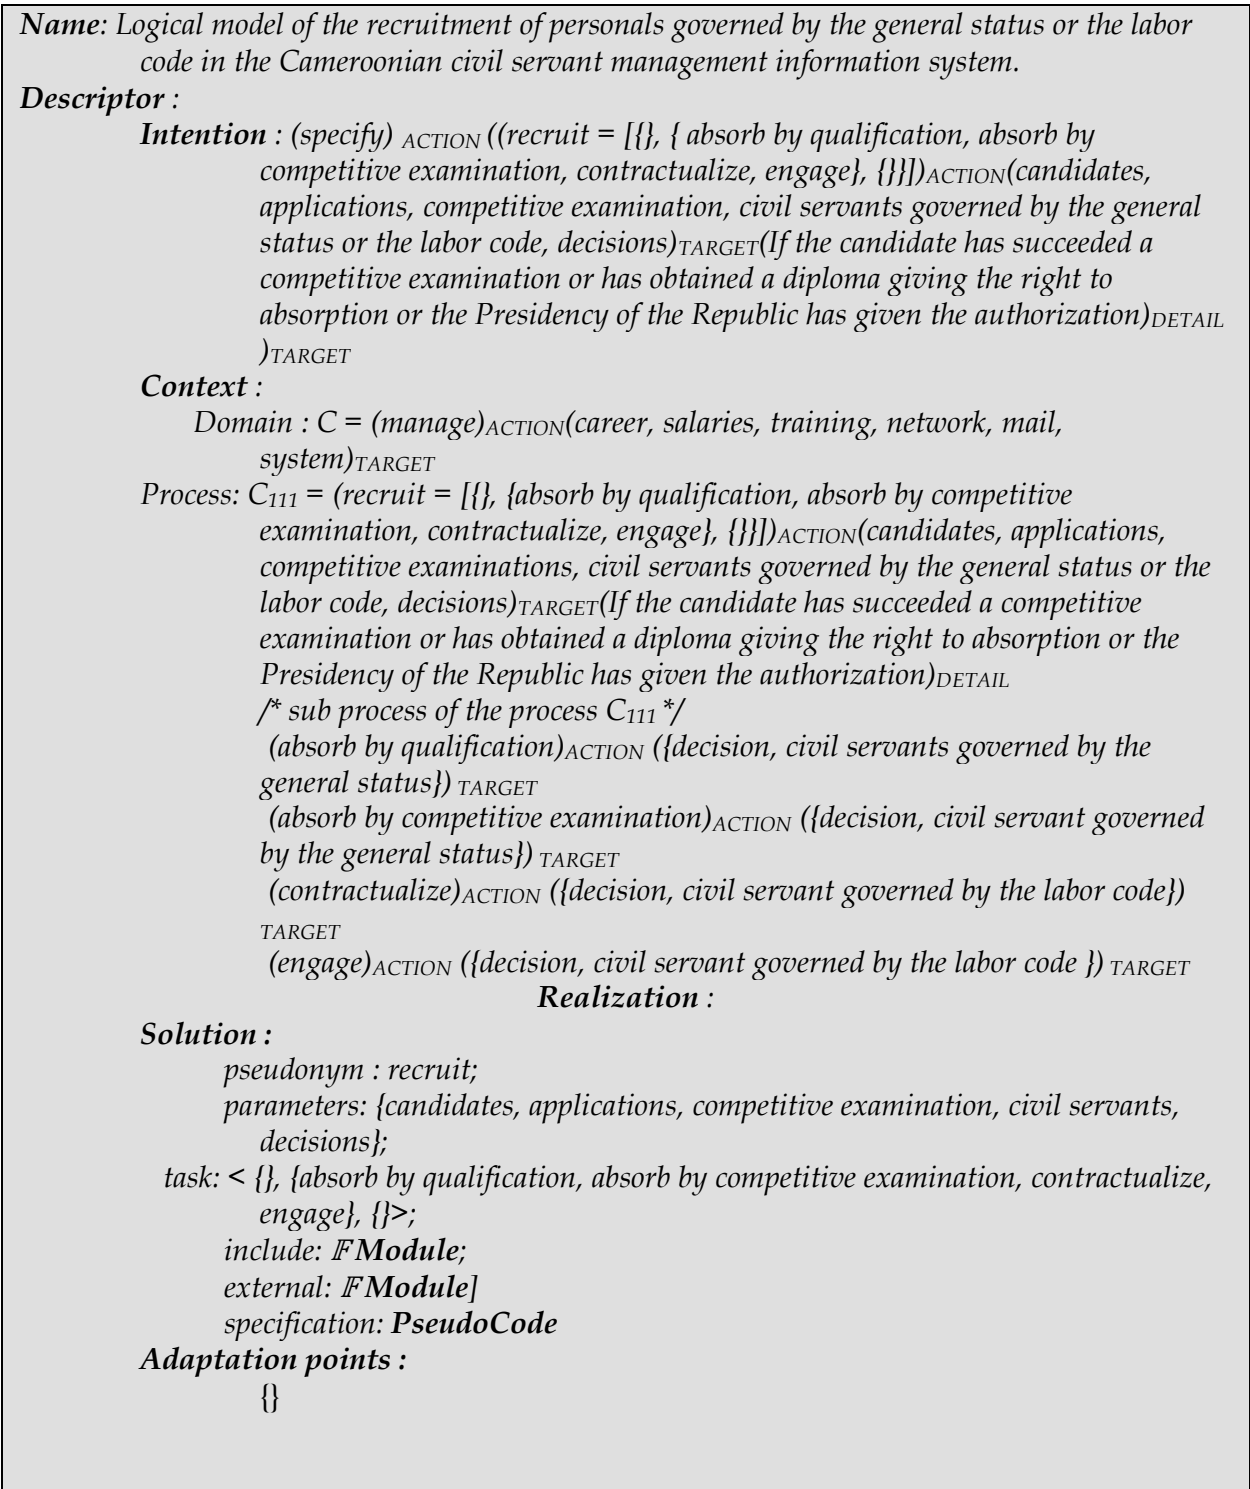 Name: Logical model of the recruitment of personals governed by the general status or the labor
code in the Cameroonian civil servant management information system.
Descriptor :
Intention : (specify) ACTION ((recruit = [{}, { absorb by qualification, absorb by
competitive examination, contractualize, engage}, {}}])ACTION(candidates,
applications, competitive examination, civil servants governed by the general
status or the labor code, decisions)TARGET(If the candidate has succeeded a
competitive examination or has obtained a diploma giving the right to
absorption or the Presidency of the Republic has given the authorization)DETAIL
)TARGET
Context :
Domain : C = (manage)ACTION(career, salaries, training, network, mail,
system)TARGET
Process: C111 = (recruit = [{}, {absorb by qualification, absorb by competitive
examination, contractualize, engage}, {}}])ACTION(candidates, applications,
competitive examinations, civil servants governed by the general status or the
labor code, decisions)TARGET(If the candidate has succeeded a competitive
examination or has obtained a diploma giving the right to absorption or the
Presidency of the Republic has given the authorization)DETAIL
/* sub process of the process C111 */
(absorb by qualification)ACTION ({decision, civil servants governed by the
general status}) TARGET
(absorb by competitive examination)ACTION ({decision, civil servant governed
by the general status}) TARGET
(contractualize)ACTION ({decision, civil servant governed by the labor code})
TARGET
(engage)ACTION ({decision, civil servant governed by the labor code }) TARGET
Realization :
Solution :
pseudonym : recruit;
parameters: {candidates, applications, competitive examination, civil servants,
decisions};
task: < {}, {absorb by qualification, absorb by competitive examination, contractualize,
engage}, {}>;
include: 𝔽Module;
external: 𝔽Module]
specification: PseudoCode
Adaptation points :
{}